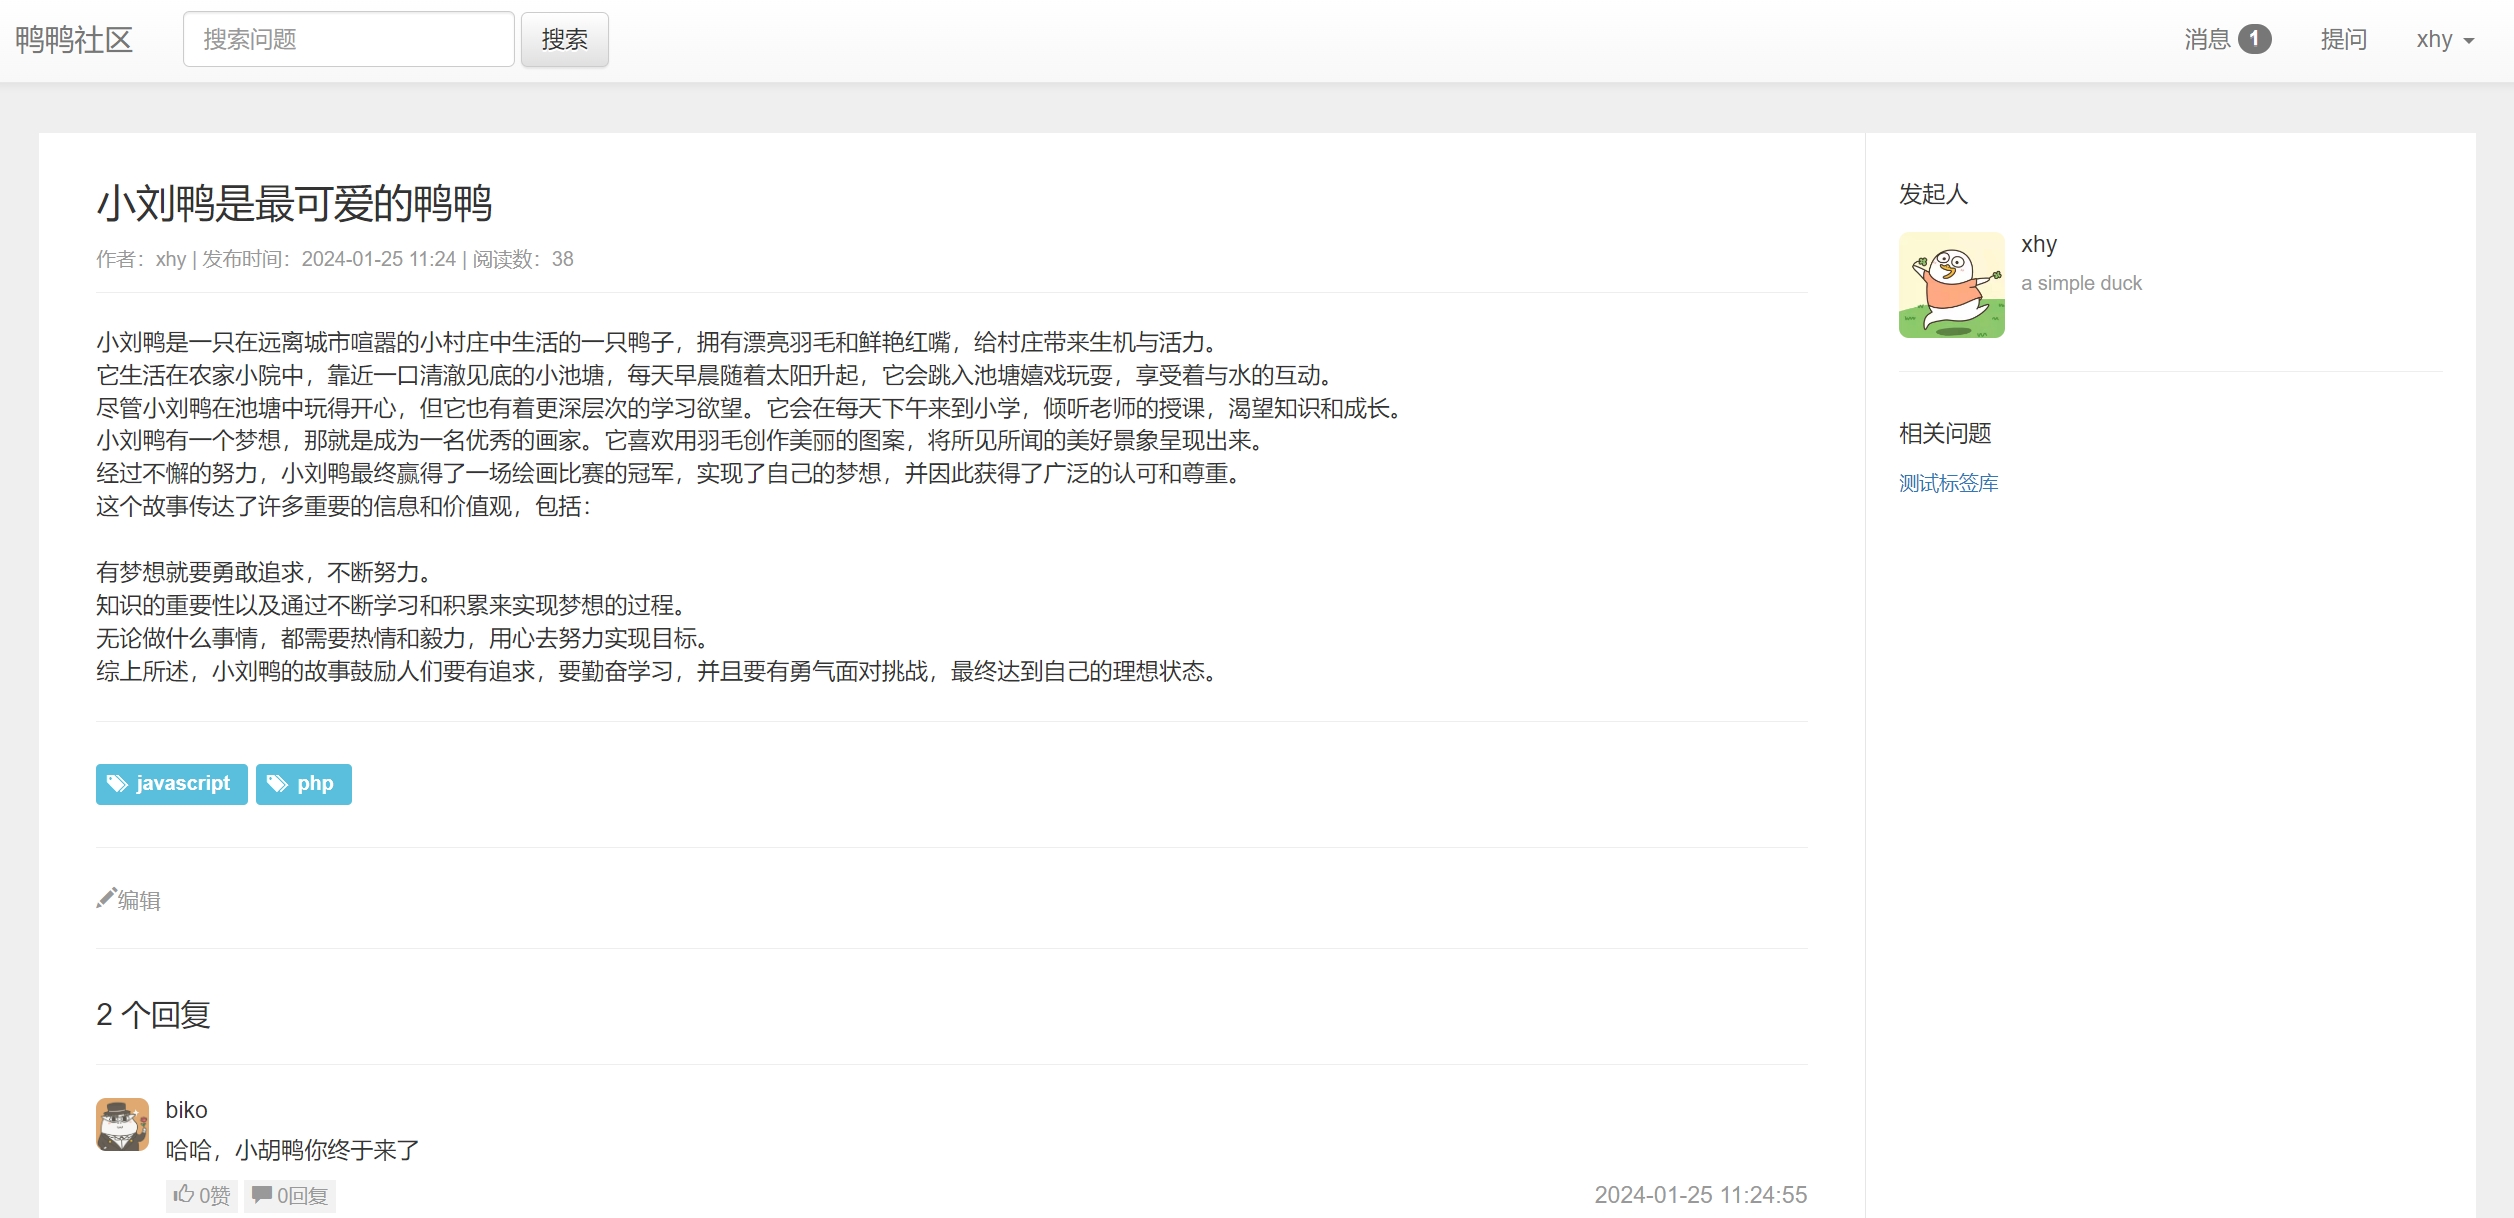 鸭鸭社区
搜索问题
搜索
消息 1
提问
xhy
小刘鸭是最可爱的鸭鸭
作者：xhy | 发布时间：2024-01-25 11:24 | 阅读数：38
小刘鸭是一只在远离城市喧嚣的小村庄中生活的一只鸭子，拥有漂亮羽毛和鲜艳红嘴，给村庄带来生机与活力。
它生活在农家小院中，靠近一口清澈见底的小池塘，每天早晨随着太阳升起，它会跳入池塘嬉戏玩耍，享受着与水的互动。
尽管小刘鸭在池塘中玩得开心，但它也有着更深层次的学习欲望。它会在每天下午来到小学，倾听老师的授课，渴望知识和成长。
小刘鸭有一个梦想，那就是成为一名优秀的画家。它喜欢用羽毛创作美丽的图案，将所见所闻的美好景象呈现出来。
经过不懈的努力，小刘鸭最终赢得了一场绘画比赛的冠军，实现了自己的梦想，并因此获得了广泛的认可和尊重。
这个故事传达了许多重要的信息和价值观，包括：
有梦想就要勇敢追求，不断努力。
知识的重要性以及通过不断学习和积累来实现梦想的过程。
无论做什么事情，都需要热情和毅力，用心去努力实现目标。
综上所述，小刘鸭的故事鼓励人们要有追求，要勤奋学习，并且要有勇气面对挑战，最终达到自己的理想状态。
javascript
php
编辑
2 个回复
biko
哈哈，小胡鸭你终于来了
0赞
0回复
2024-01-25 11:24:55
发起人
xhy
a simple duck
相关问题
测试标签库